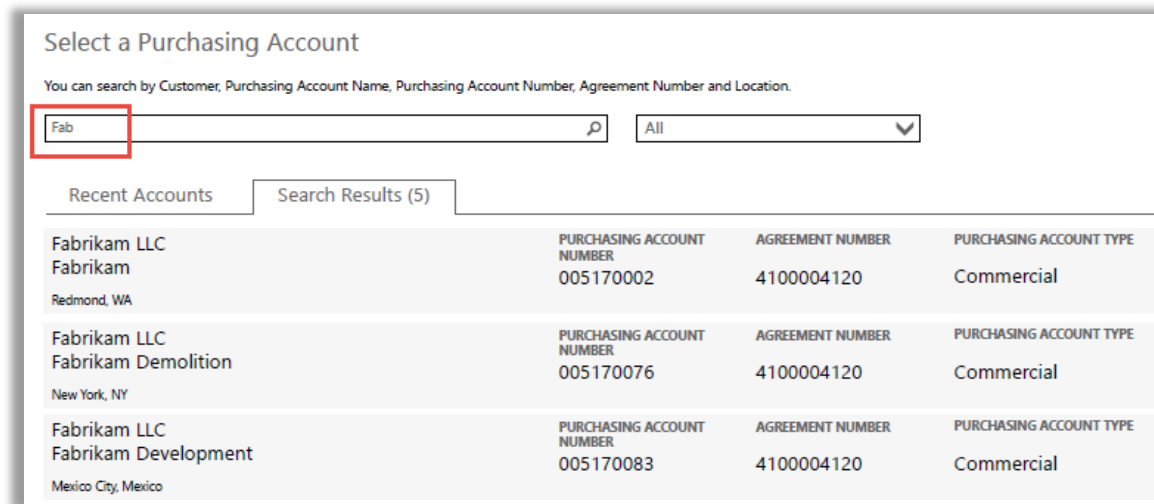 Select a Purchasing Account
You can search by Customer, Purchasing Account Name, Purchasing Account Number, Agreement Number and Location.
Fab
All
Recent Accounts
Search Results (5)
Fabrikam LLC
Fabrikam
Redmond, WA
PURCHASING ACCOUNT
NUMBER
005170002
AGREEMENT NUMBER
4100004120
PURCHASING ACCOUNT TYPE
Commercial
Fabrikam LLC
Fabrikam Demolition
New York, NY
PURCHASING ACCOUNT
NUMBER
005170076
AGREEMENT NUMBER
4100004120
PURCHASING ACCOUNT TYPE
Commercial
Fabrikam LLC
Fabrikam Development
Mexico City, Mexico
PURCHASING ACCOUNT
NUMBER
005170083
AGREEMENT NUMBER
4100004120
PURCHASING ACCOUNT TYPE
Commercial